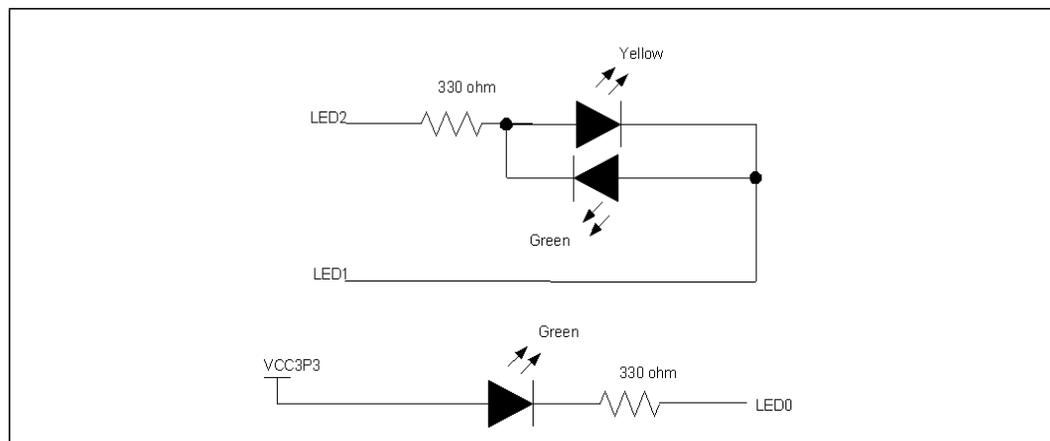 Yellow
330 ohm
LED2
Green
LED1
Green
VCC3P3
330 ohm
LED0